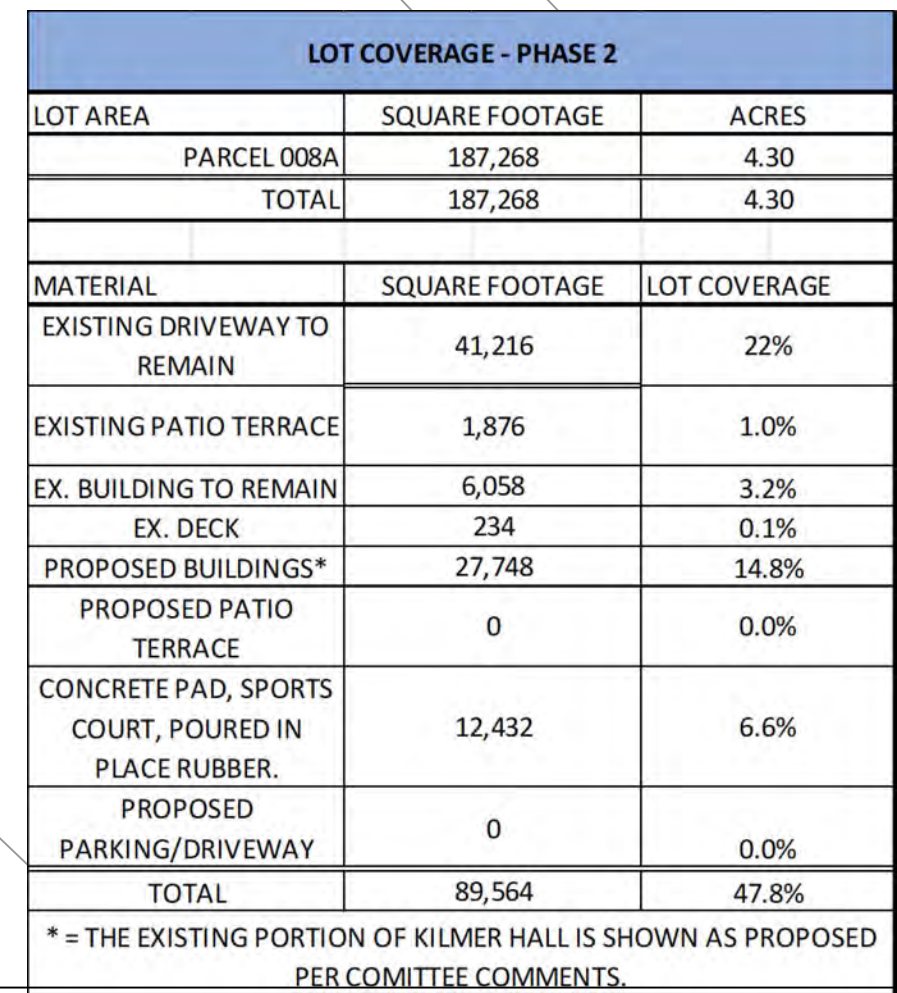 LOT COVERAGE - PHASE 2
LOT AREA SQUARE FOOTAGE ACRES
PARCEL 008A 187,268 4.30
TOTAL 187,268 4.30
MATERIAL SQUARE FOOTAGE LOT COVERAGE
EXISTING DRIVEWAY TO
REMAIN
41,216 22%
EXISTING PATIO TERRACE 1,876 1.0%
EX. BUILDING TO REMAIN 6,058 3.2%
EX. DECK 234 0.1%
PROPOSED BUILDINGS* 27,748 14.8%
PROPOSED PATIO
TERRACE
0 0.0%
CONCRETE PAD, SPORTS
COURT, POURED IN
PLACE RUBBER.
12,432 6.6%
PROPOSED
PARKING/DRIVEWAY
0 0.0%
TOTAL 89,564 47.8%
* = THE EXISTING PORTION OF KILMER HALL IS SHOWN AS PROPOSED
PER COMITTEE COMMENTS.